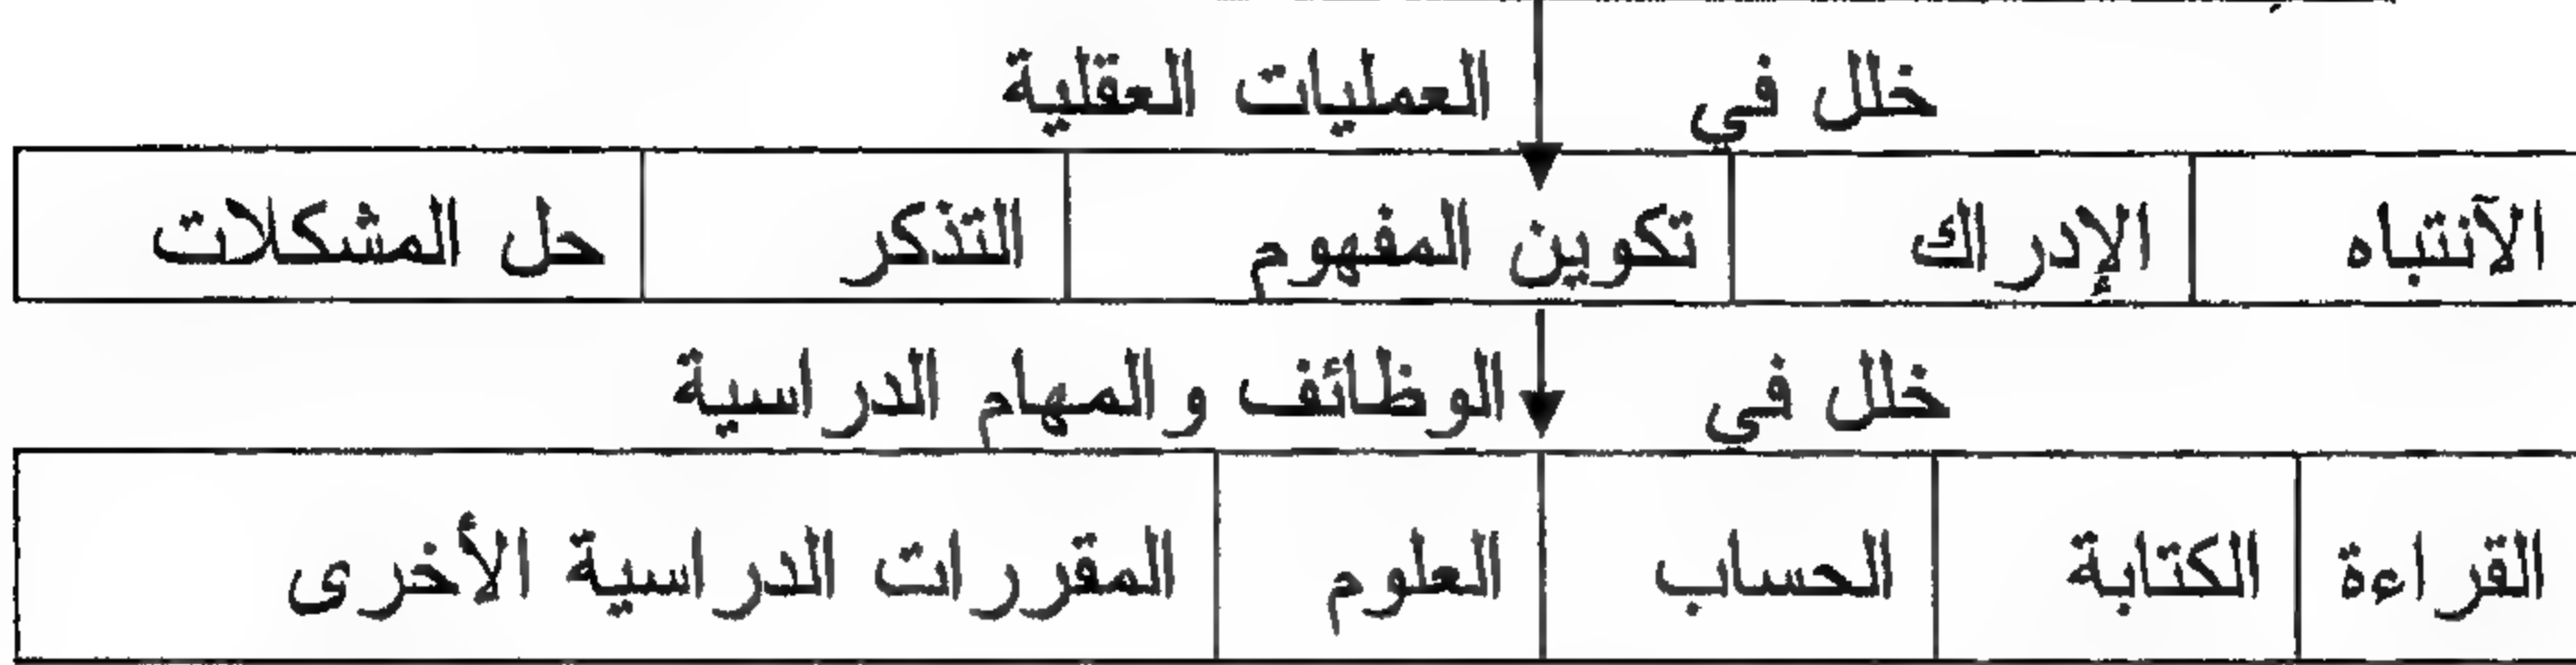 خلل في العمليات العقلية
الآنتباه الإدراك تكوين المفهوم التذكر حل المشكلات
خلل في الوظائف والمهام الدراسية
القراءة الكتابة الحساب العلوم المقررات الدراسية الأخرى